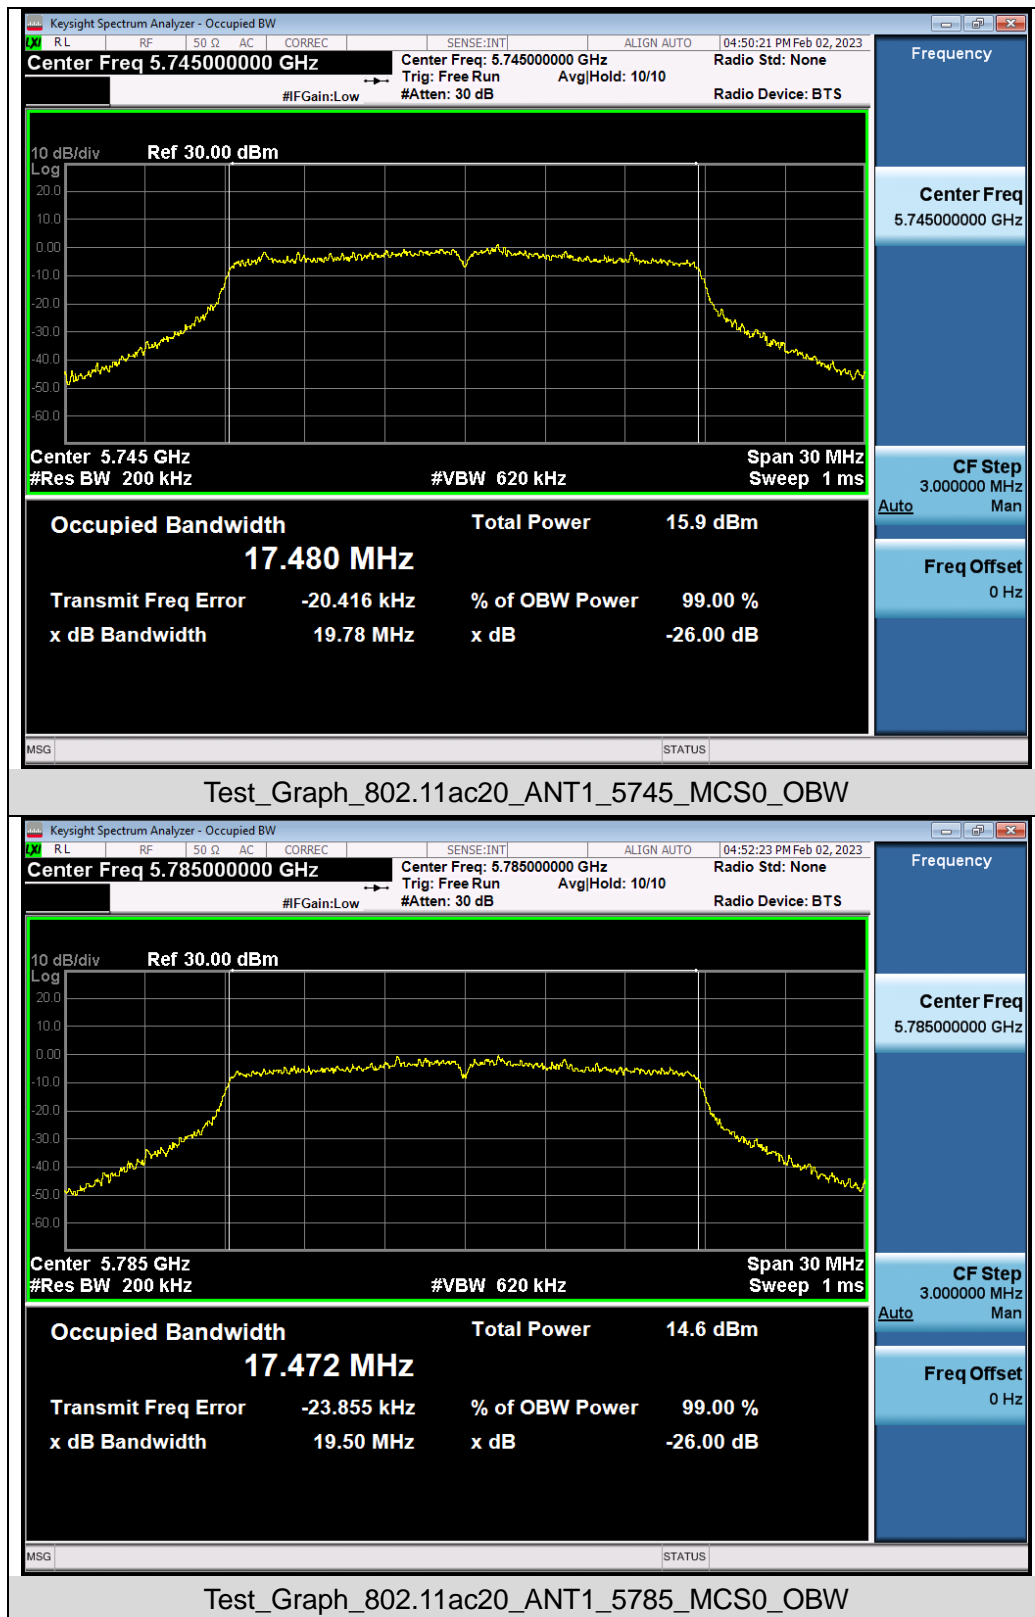 Keysight Spectrum Analyzer - Occupied BW
LXI RL RF 50 Ω AC CORREC SENSE:INT ALIGN AUTO 04:50:21 PM Feb 02, 2023
Center Freq 5.745000000 GHz
Center Freq: 5.745000000 GHz
Radio Std: None
Trig: Free Run Avg|Hold: 10/10
#IFGain:Low
#Atten: 30 dB
Radio Device: BTS
Frequency
10 dB/div Ref 30.00 dBm
Log
20.0
10.0
0.00
-10.0
-20.0
-30.0
-40.0
-50.0
-60.0
Center 5.745 GHz Span 30 MHz
#Res BW 200 kHz #VBW 620 kHz Sweep 1 ms
Center Freq
5.745000000 GHz
CF Step
3.000000 MHz
Auto Man
Freq Offset
0 Hz
Occupied Bandwidth Total Power 15.9 dBm
17.480 MHz
Transmit Freq Error -20.416 kHz % of OBW Power 99.00 %
x dB Bandwidth 19.78 MHz x dB -26.00 dB
MSG STATUS
Test_Graph_802.11ac20_ANT1_5745_MCS0_OBW
Keysight Spectrum Analyzer - Occupied BW
LXI RL RF 50 Ω AC CORREC SENSE:INT ALIGN AUTO 04:52:23 PM Feb 02, 2023
Center Freq 5.785000000 GHz
Center Freq: 5.785000000 GHz
Radio Std: None
Trig: Free Run Avg|Hold: 10/10
#IFGain:Low
#Atten: 30 dB
Radio Device: BTS
Frequency
10 dB/div Ref 30.00 dBm
Log
20.0
10.0
0.00
-10.0
-20.0
-30.0
-40.0
-50.0
-60.0
Center 5.785 GHz Span 30 MHz
#Res BW 200 kHz #VBW 620 kHz Sweep 1 ms
Center Freq
5.785000000 GHz
CF Step
3.000000 MHz
Auto Man
Freq Offset
0 Hz
Occupied Bandwidth Total Power 14.6 dBm
17.472 MHz
Transmit Freq Error -23.855 kHz % of OBW Power 99.00 %
x dB Bandwidth 19.50 MHz x dB -26.00 dB
MSG STATUS
Test_Graph_802.11ac20_ANT1_5785_MCS0_OBW